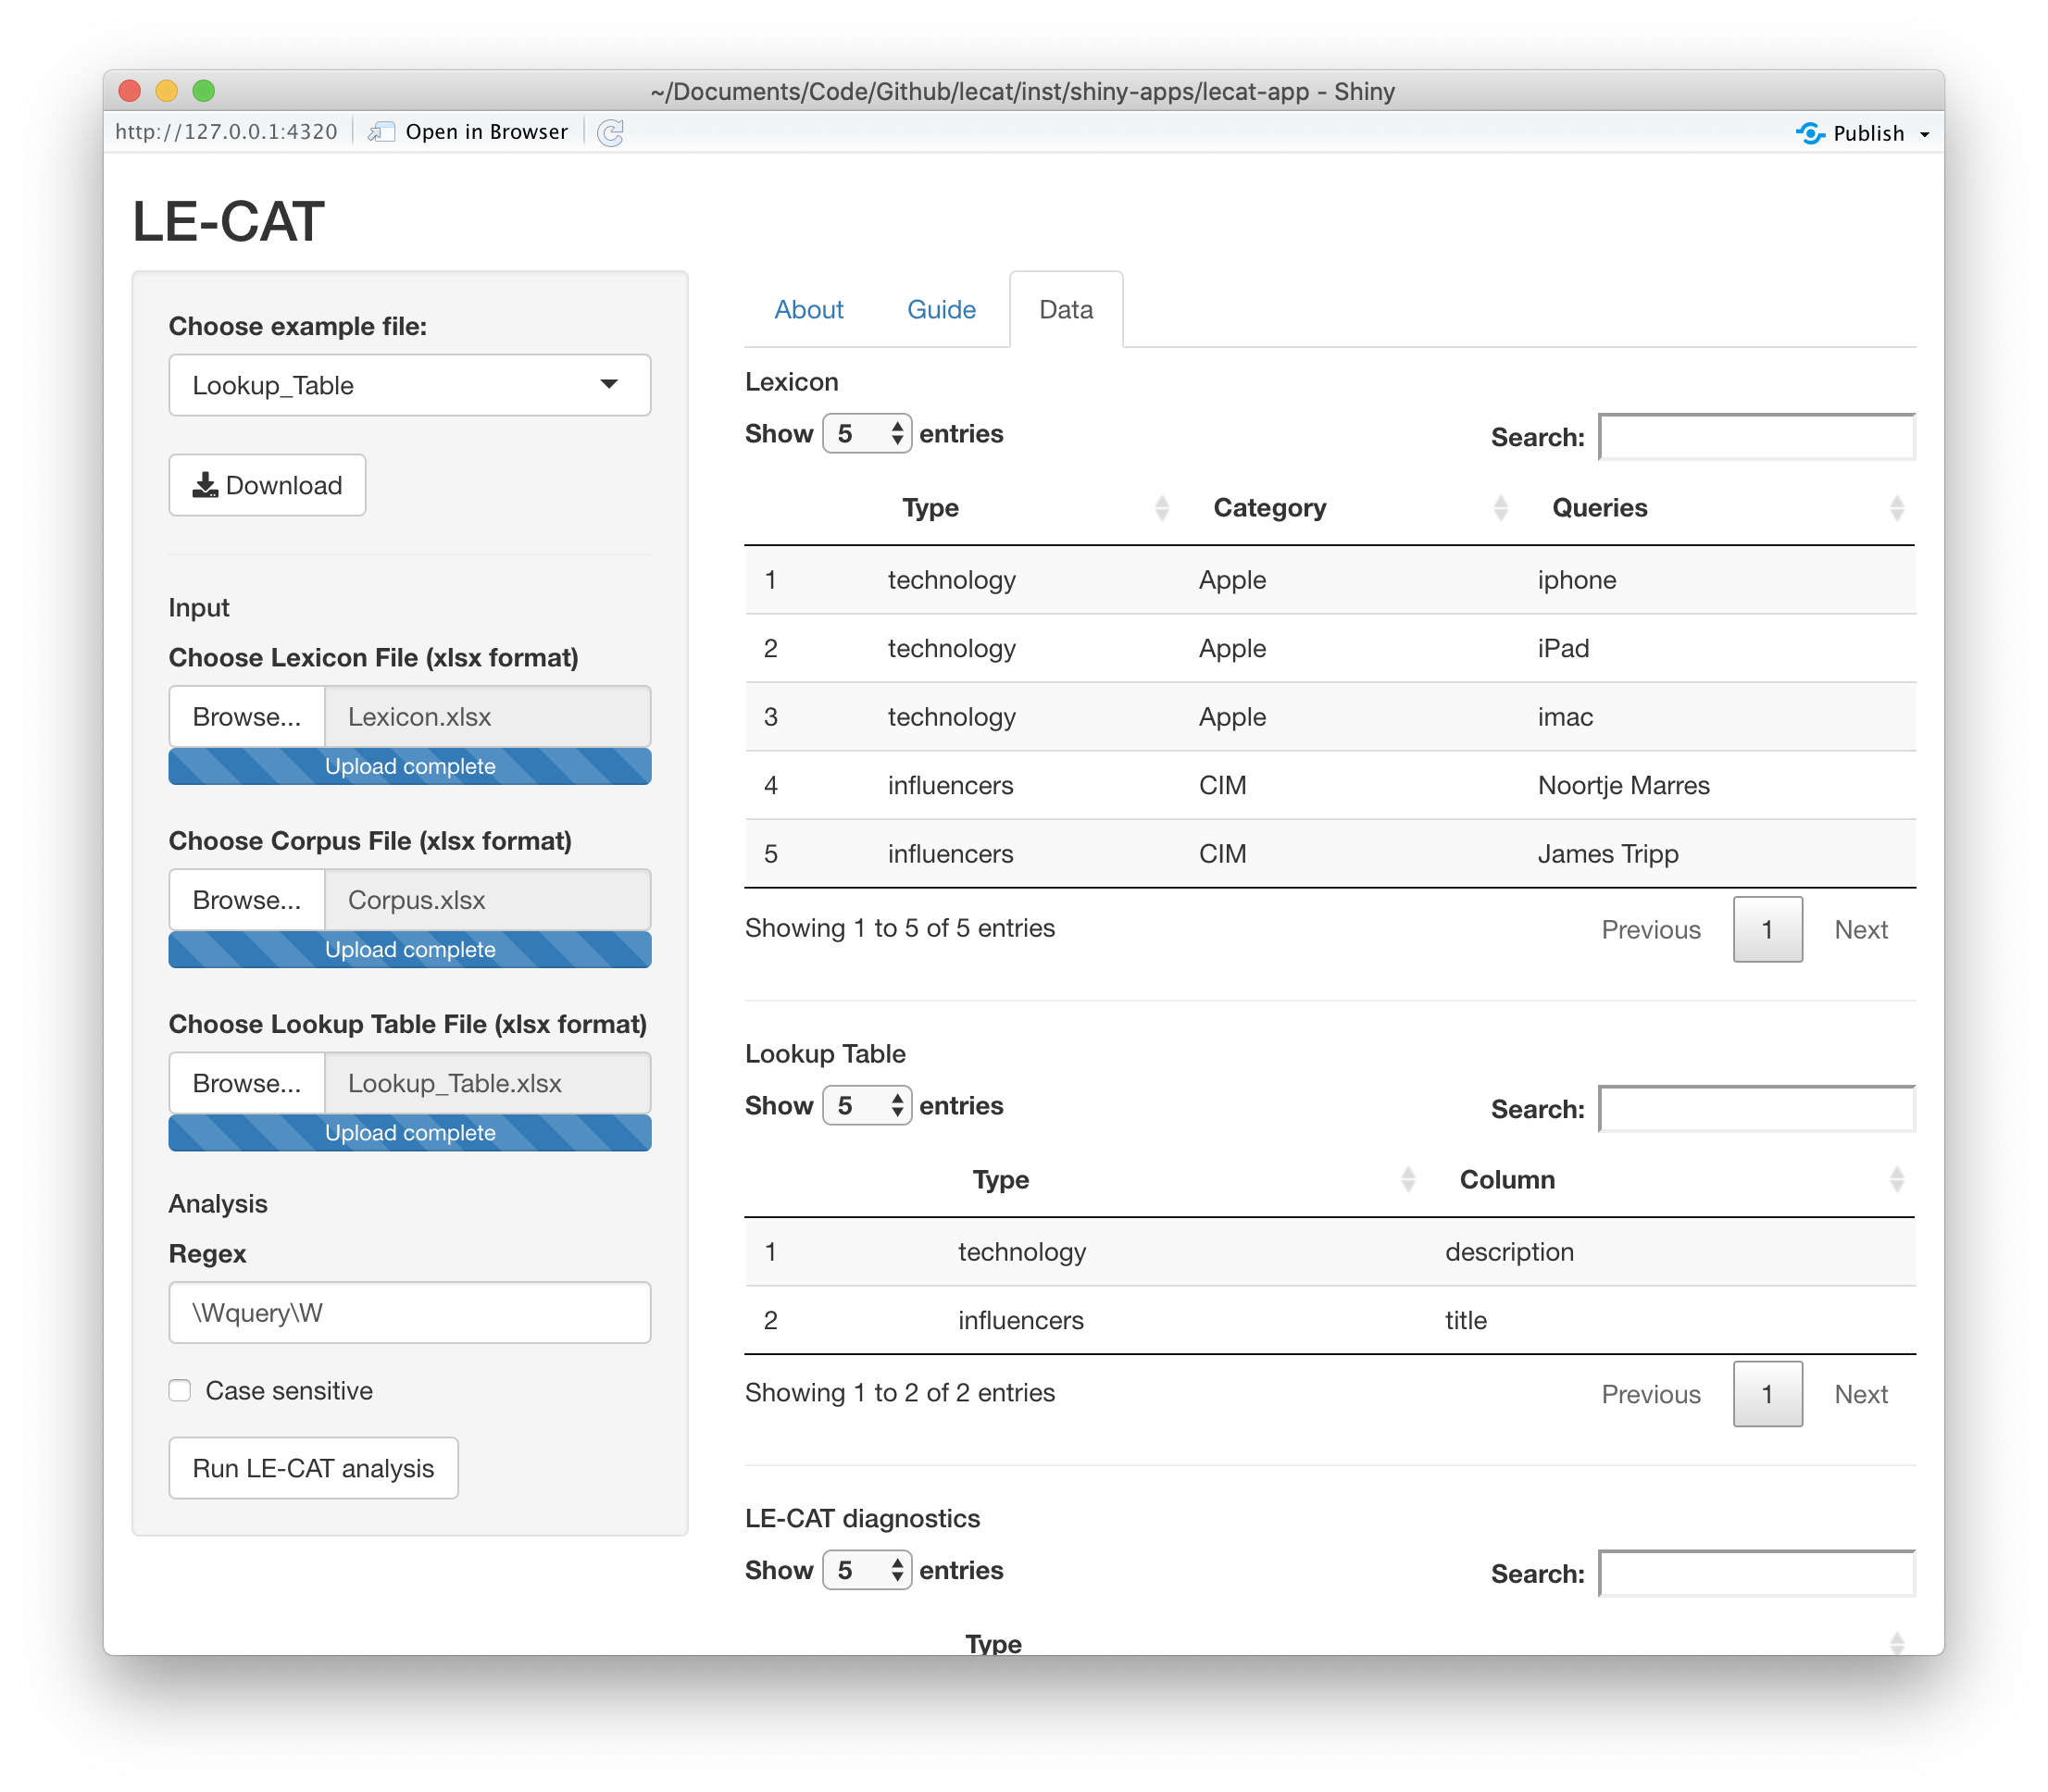 ~/Documents/Code/Github/lecat/inst/shiny-apps/lecat-app - Shiny
http://127.0.0.1:4320 Open in Browser Publish
LE-CAT
Choose example file:
Lookup_Table
Download
Input
Choose Lexicon File (xlsx format)
Browse... Lexicon.xlsx
Upload complete
Choose Corpus File (xlsx format)
Browse... Corpus.xlsx
Upload complete
Choose Lookup Table File (xlsx format)
Browse... Lookup_Table.xlsx
Upload complete
Analysis
Regex
\Wquery\W
Case sensitive
Run LE-CAT analysis
About Guide Data
Lexicon
Show 5 entries Search:
Type Category Queries
1 technology Apple iphone
2 technology Apple iPad
3 technology Apple imac
4 influencers CIM Noortje Marres
5 influencers CIM James Tripp
Showing 1 to 5 of 5 entries Previous 1 Next
Lookup Table
Show 5 entries Search:
Type Column
1 technology description
2 influencers title
Showing 1 to 2 of 2 entries Previous 1 Next
LE-CAT diagnostics
Show 5 entries Search:
Type